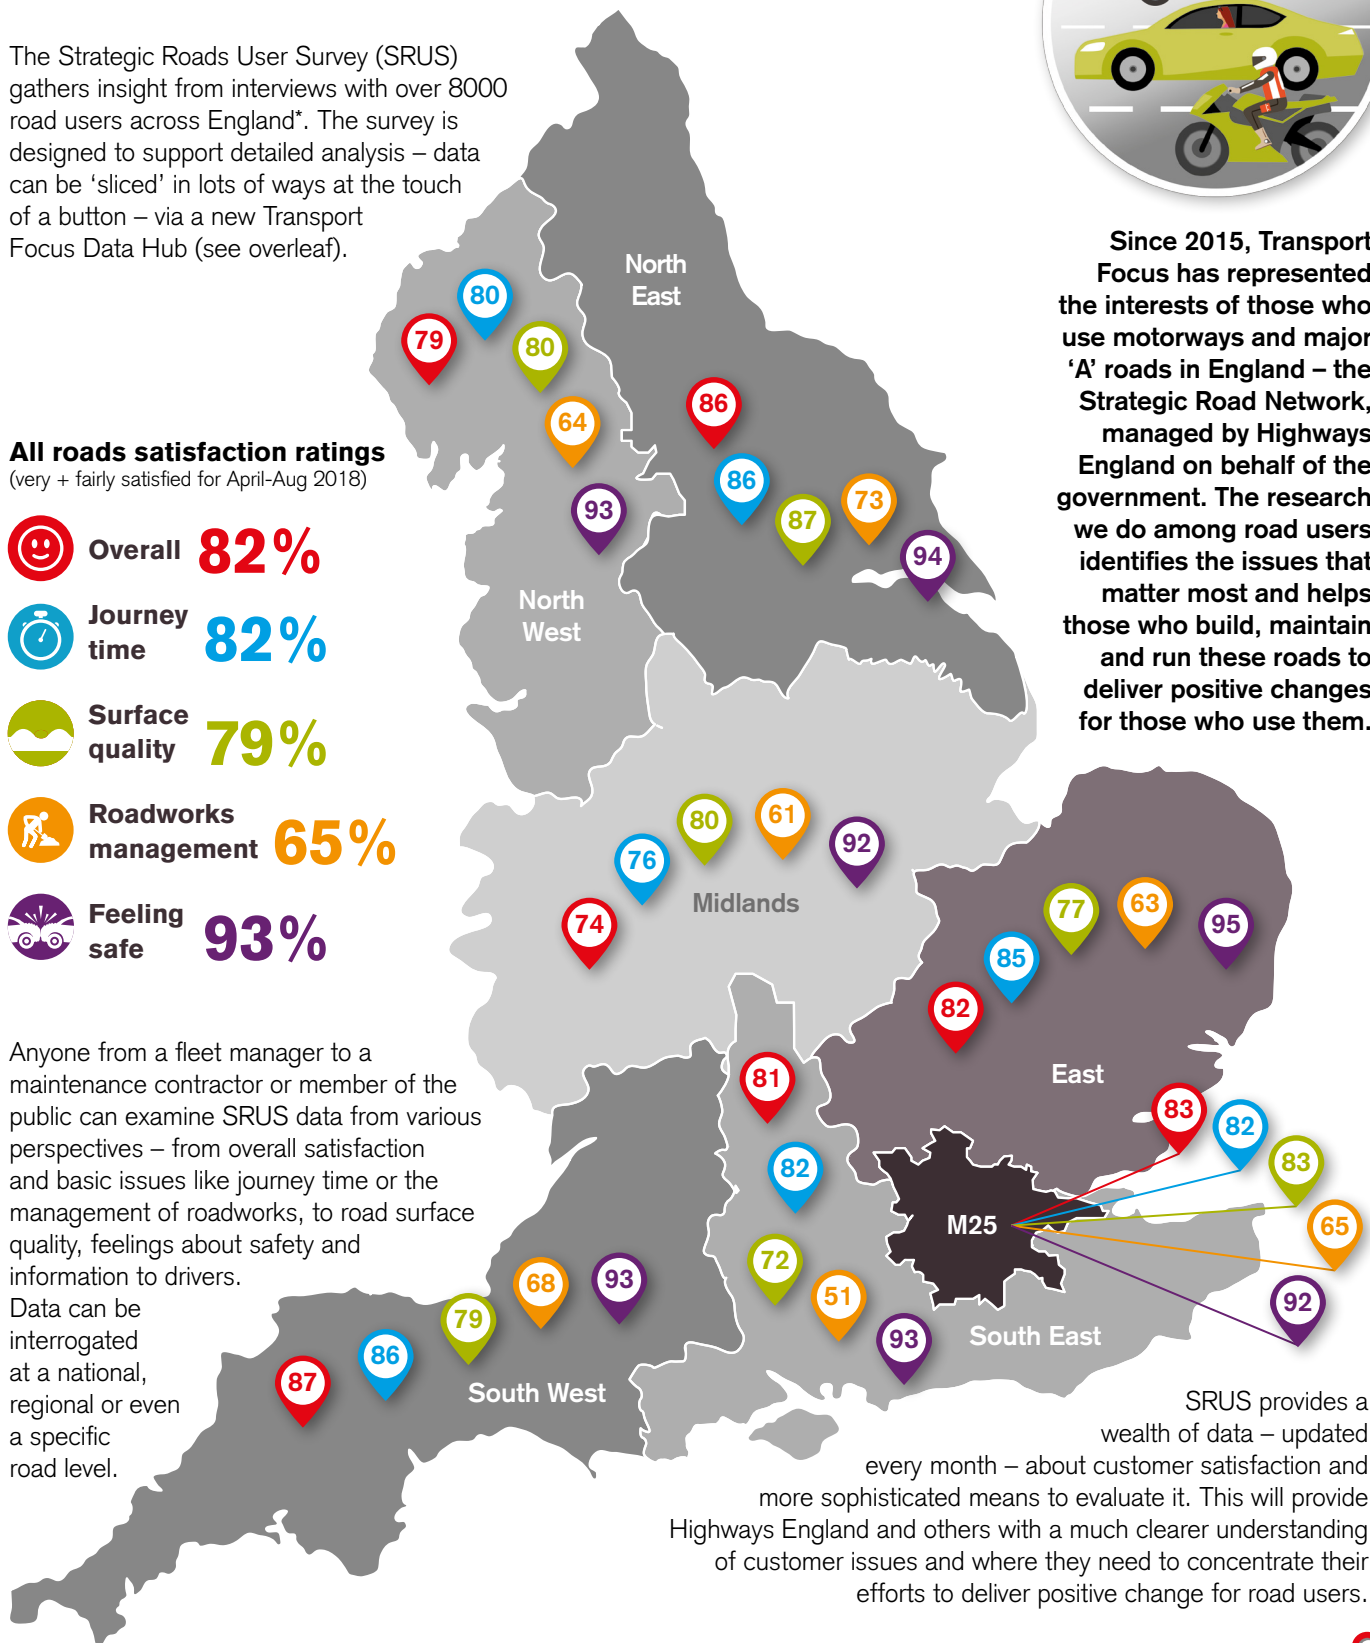 The Strategic Roads User Survey (SRUS)
gathers insight from interviews with over 8000
road users across England*. The survey is
designed to support detailed analysis – data
can be ‘sliced’ in lots of ways at the touch
of a button – via a new Transport
Focus Data Hub (see overleaf).
Since 2015, Transport
Focus has represented
the interests of those who
use motorways and major
‘A’ roads in England – the
Strategic Road Network,
managed by Highways
England on behalf of the
government. The research
we do among road users
identifies the issues that
matter most and helps
those who build, maintain
and run these roads to
deliver positive changes
for those who use them.
All roads satisfaction ratings
(very + fairly satisfied for April-Aug 2018)
Overall 82%
Journey
time 82%
Surface
quality 79%
Roadworks
management 65%
Feeling
safe 93%
North
East
86
86
87
73
94
79
80
80
64
93
North
West
74
76
80
61
92
Midlands
82
85
77
63
95
East
83
82
83
65
92
M25
81
82
72
51
93
South East
87
86
79
68
93
South West
Anyone from a fleet manager to a
maintenance contractor or member of the
public can examine SRUS data from various
perspectives – from overall satisfaction
and basic issues like journey time or the
management of roadworks, to road surface
quality, feelings about safety and
information to drivers.
Data can be
interrogated
at a national,
regional or even
a specific
road level.
SRUS provides a
wealth of data – updated
every month – about customer satisfaction and
more sophisticated means to evaluate it. This will provide
Highways England and others with a much clearer understanding
of customer issues and where they need to concentrate their
efforts to deliver positive change for road users.